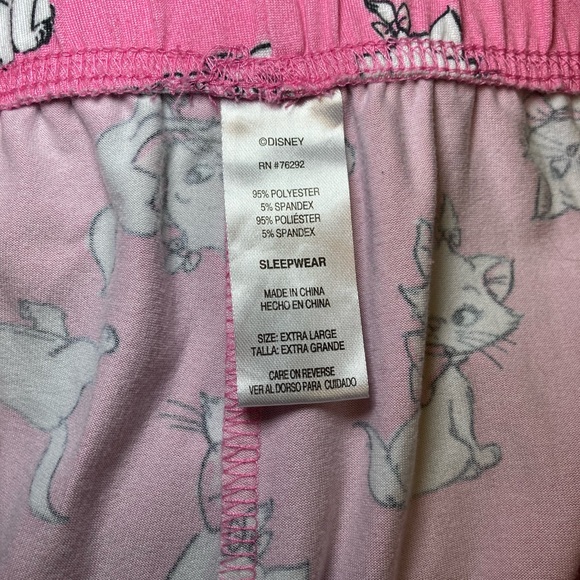 ©DISNEY
RN #76292
95% POLYESTER
5% SPANDEX
95% POLIÉSTER
5% SPANDEX
SLEEPWEAR
MADE IN CHINA
HECHO EN CHINA
SIZE: EXTRA LARGE
TALLA: EXTRA GRANDE
CARE ON REVERSE
VER AL DORSO PARA CUIDADO